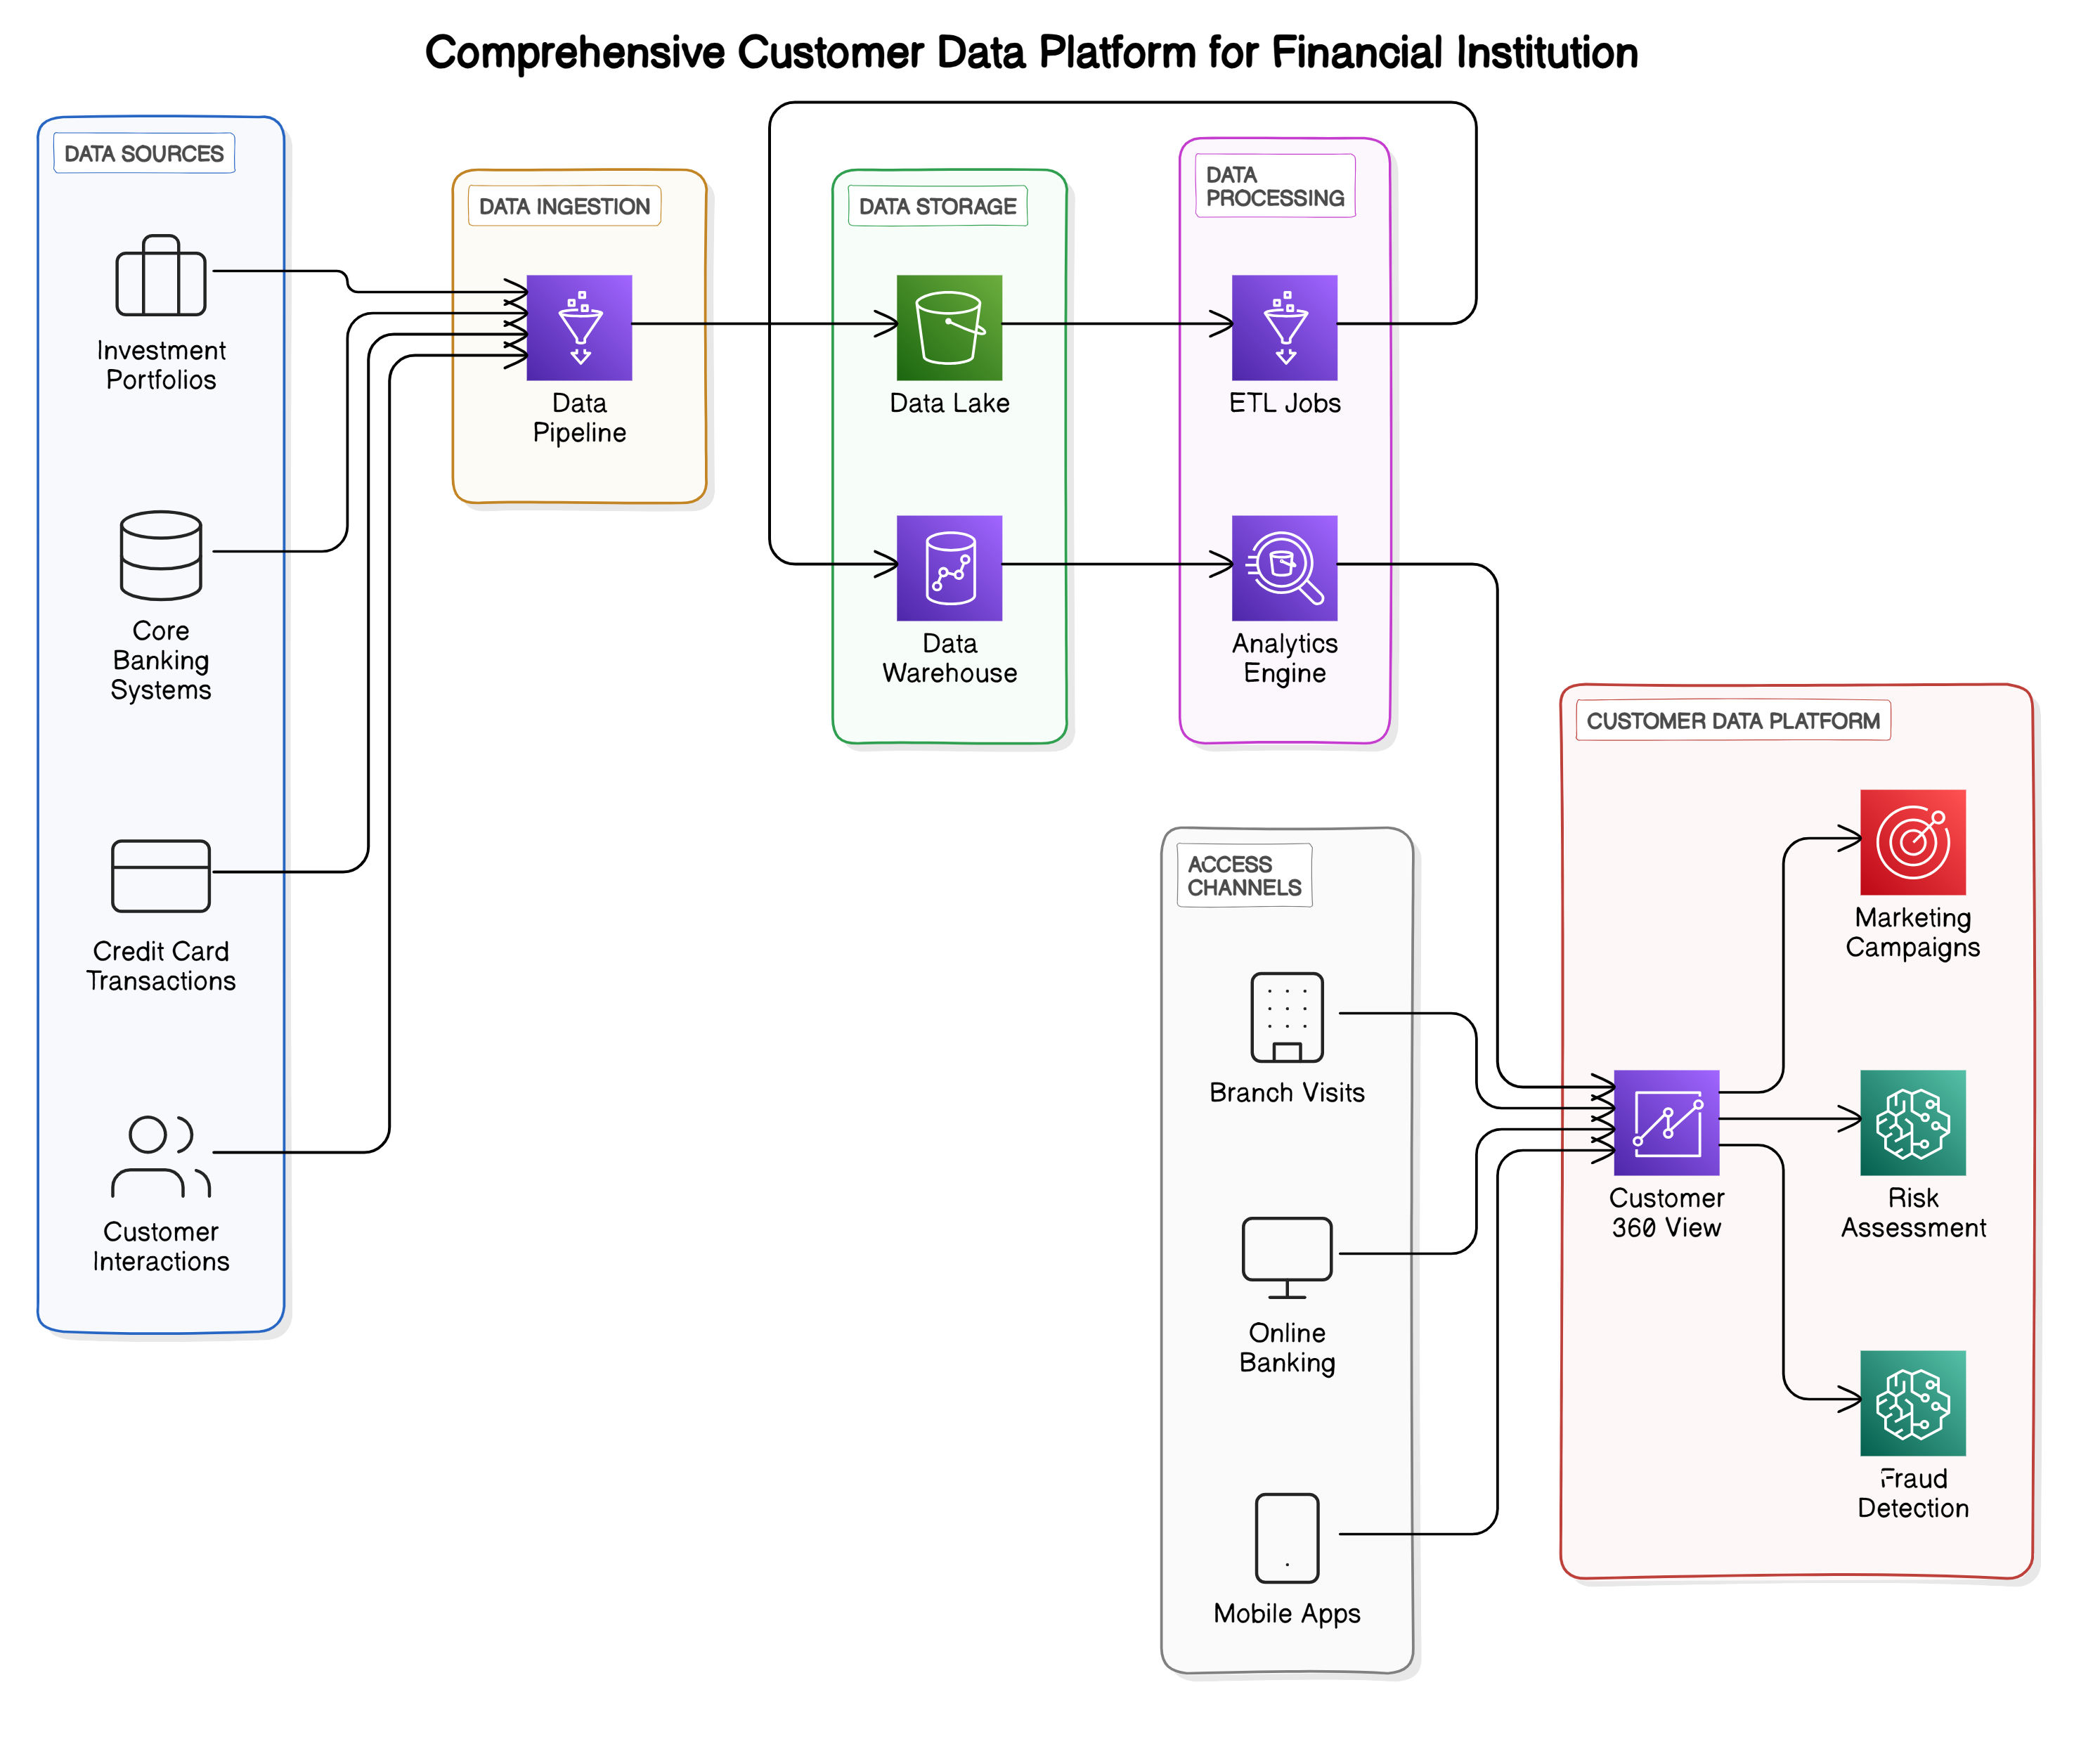 Comprehensive Customer Data Platform for Financial Institution
DATA SOURCES
Investment
Portfolios
Core
Banking
Systems
Credit Card
Transactions
Customer
Interactions
DATA INGESTION
Data
Pipeline
DATA STORAGE
Data Lake
Data
Warehouse
DATA
PROCESSING
ETL Jobs
Analytics
Engine
ACCESS
CHANNELS
Branch Visits
Online
Banking
Mobile Apps
CUSTOMER DATA PLATFORM
Customer
360 View
Marketing
Campaigns
Risk
Assessment
Fraud
Detection